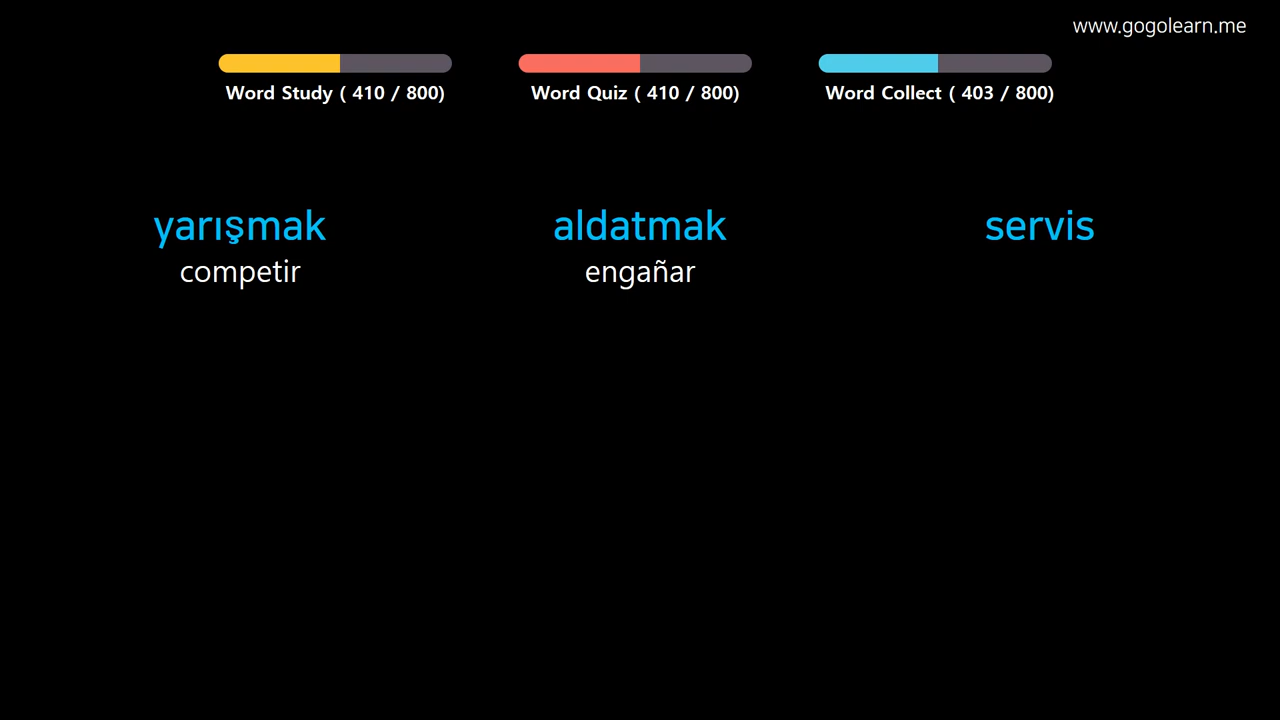 www.gogolearn.me
Word Study ( 410 / 800)
Word Quiz ( 410 / 800)
Word Collect ( 403 / 800)
yarışmak
competir
aldatmak
engañar
servis